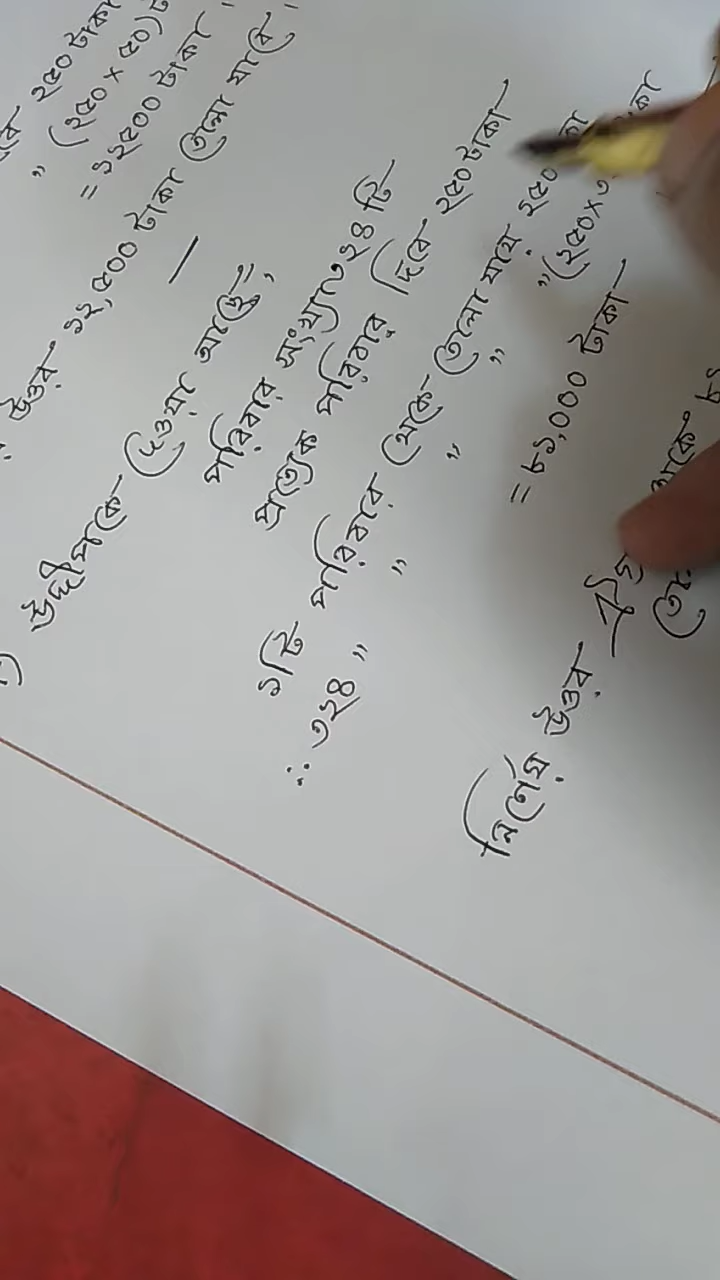 ২৫০ টাকা
" (২৫০ × ৫০) ট
= ১২৫০০ টাকা
উত্তর ১২,৫০০ টাকা তোলা যাবে।
উদ্দীপকে দেওয়া আছে,
পরিবার সংখ্যা ৩২৪ টি
প্রত্যেক পরিবার দিবে ২৫০ টাকা
১টি পরিবার থেকে তোলা যায় ২৫০ কা
∴ ৩২৪ " " " " (২৫০×৩ কা
= ৮১,০০০ টাকা
নির্ণেয় উত্তর